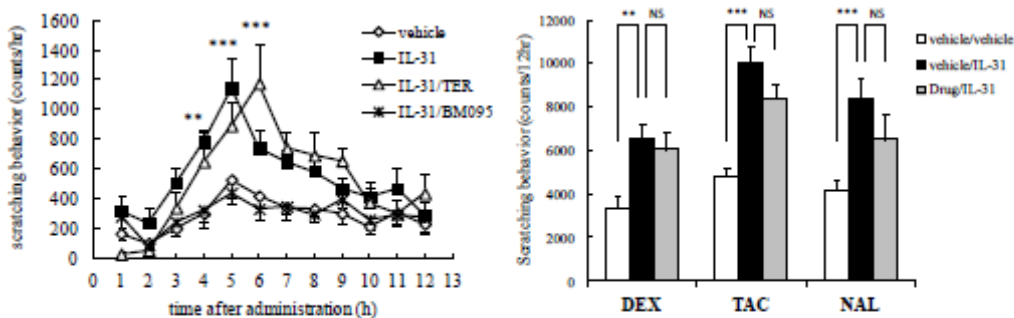 1600
1400
1200
1000
800
600
400
200
0
scratching behavior (counts/hr)
0 1 2 3 4 5 6 7 8 9 10 11 12 13
time after administration (h)
**
***
***
vehicle
IL-31
IL-31/TER
IL-31/BM095
12000
10000
8000
6000
4000
2000
0
Scratching behavior (counts/12hr)
** NS
*** NS
*** NS
DEX TAC NAL
vehicle/vehicle
vehicle/IL-31
Drug/IL-31